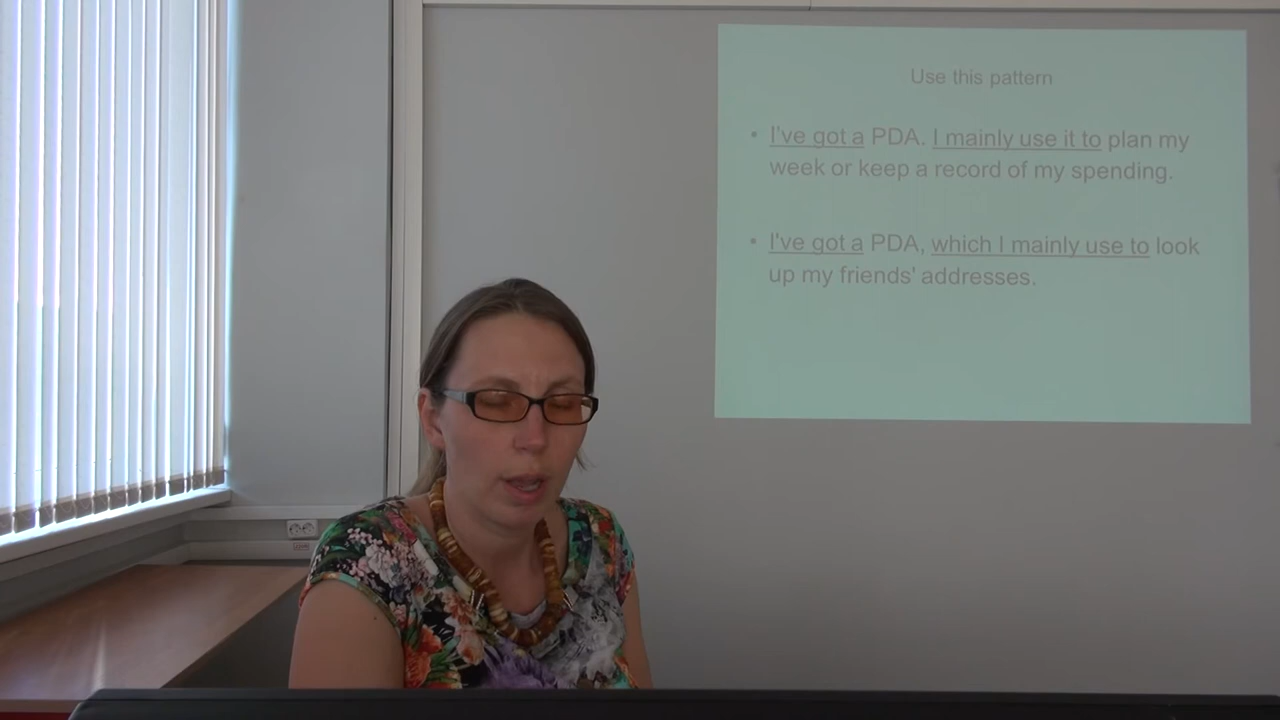 Use this pattern
• I've got a PDA. I mainly use it to plan my
week or keep a record of my spending.
• I've got a PDA, which I mainly use to look
up my friends' addresses.